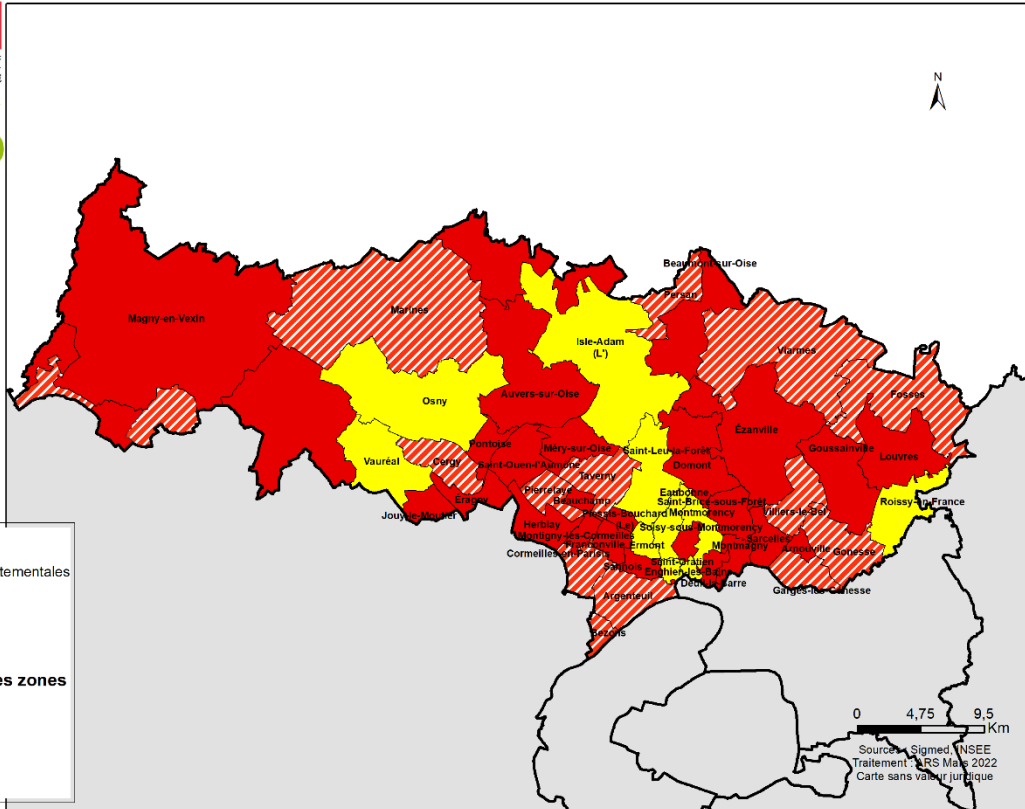 N
Beaumont-sur-Oise
Persan
Marines
Magny-en-Vexin
Isle-Adam
(L')
Viarmes
Fosses
Osny
Auvers-sur-Oise
Ézanville
Goussainville
Louvres
Pontoise
Méry-sur-Oise
Saint-Leu-la-Forêt
Vauréal
Cergy
Saint-Ouen-l'Aumône
Domont
Taverny
Pierrelaye
Eaubonne
Éragny
Beauchamp
Saint-Brice-sous-Forêt
Roissy-en-France
Jouy-le-Moutier
Plessis-Bouchard
(Le)
Montmorency
Villiers-le-Bel
Herblay
Soisy-sous-Montmorency
Montigny-lès-Cormeilles
Sarcelles
Franconville
Ermont
Montmagny
Arnouville
Gonesse
Cormeilles-en-Parisis
Sannois
Saint-Gratien
Enghien-les-Bains
Deuil-la-Barre
Garges-lès-Gonesse
Argenteuil
Bezons
tementales
es zones
0 4,75 9,5
Km
Sources : Sigmed, INSEE
Traitement : ARS Mars 2022
Carte sans valeur juridique